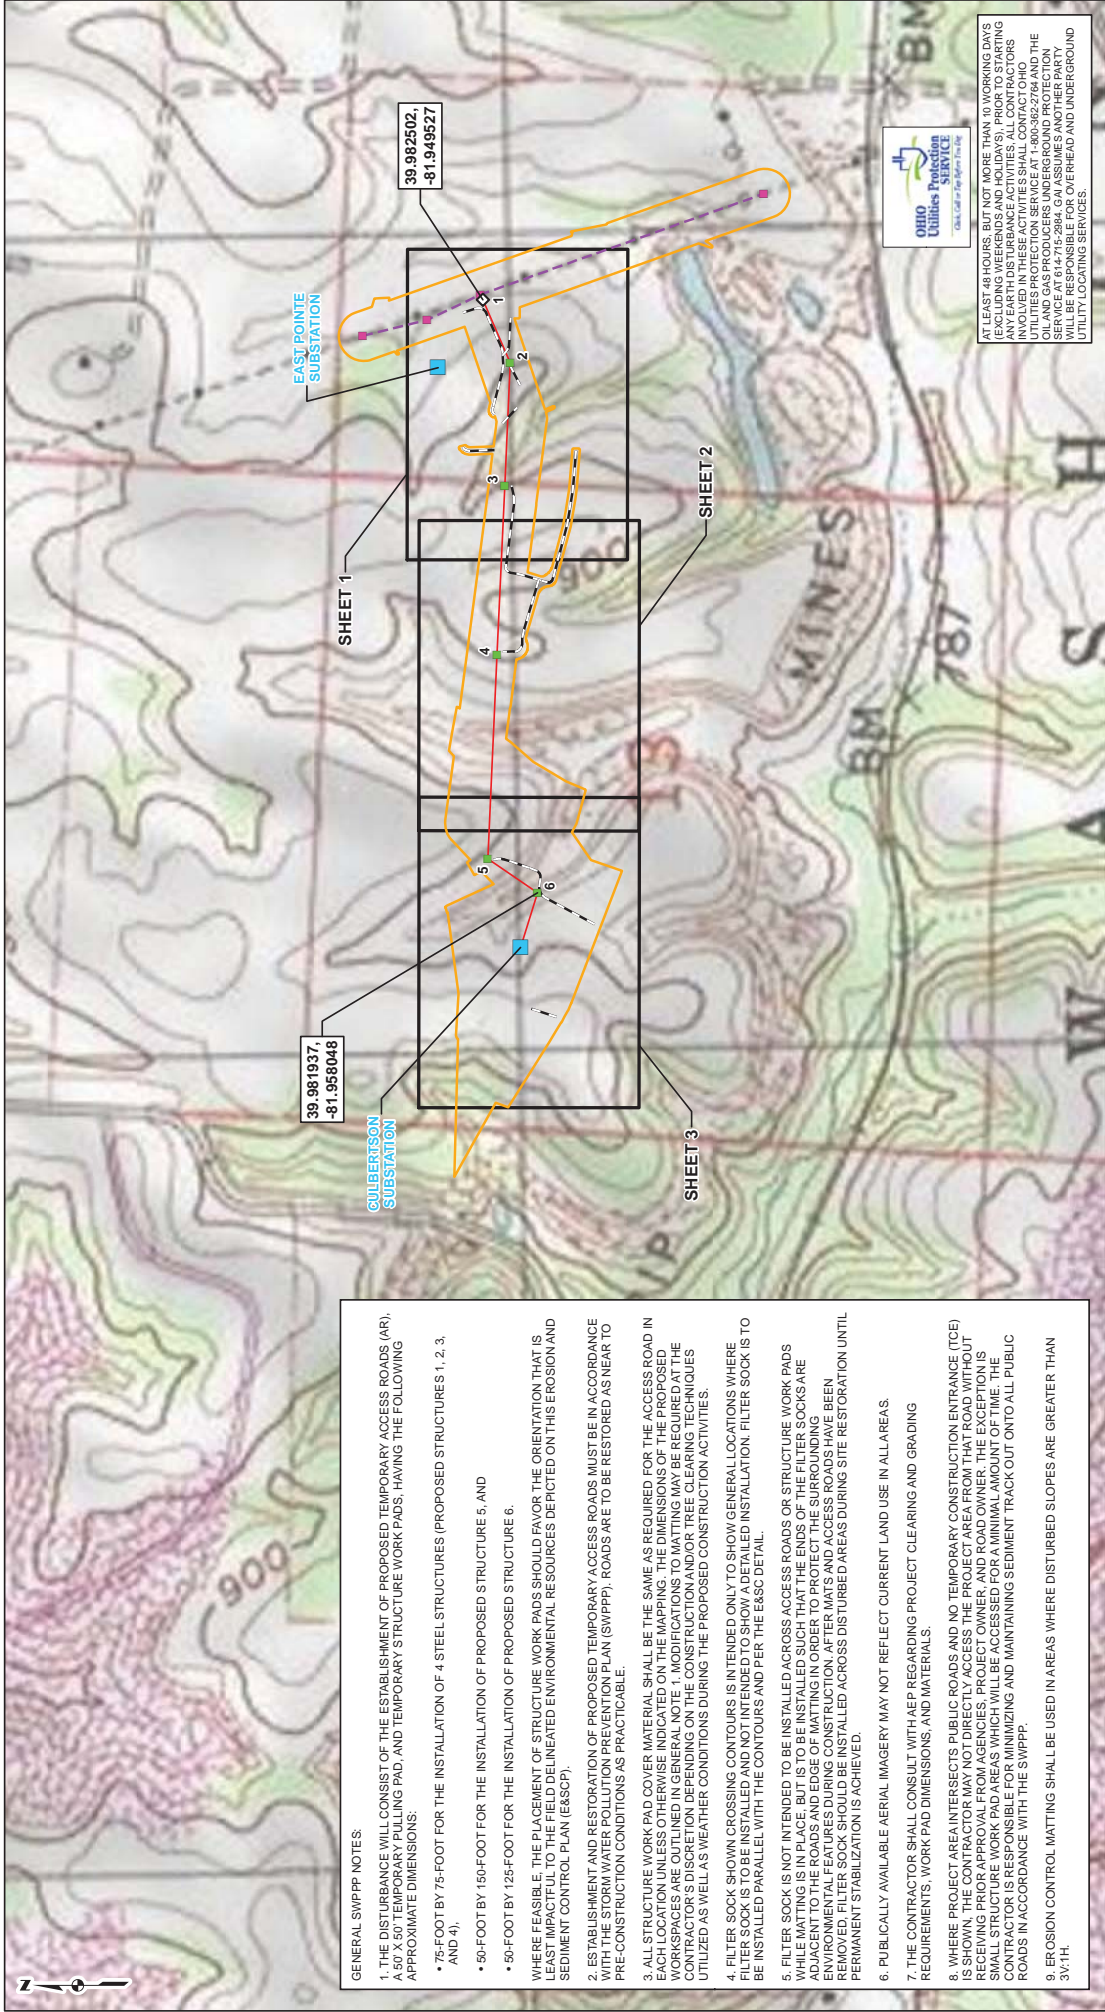 Z
GENERAL SWPPP NOTES:
1. THE DISTURBANCE WILL CONSIST OF THE ESTABLISHMENT OF PROPOSED TEMPORARY ACCESS ROADS (AR),
A 50' X 50' TEMPORARY PULLING PAD, AND TEMPORARY STRUCTURE WORK PADS, HAVING THE FOLLOWING
APPROXIMATE DIMENSIONS:
• 75-FOOT BY 75-FOOT FOR THE INSTALLATION OF 4 STEEL STRUCTURES (PROPOSED STRUCTURES 1, 2, 3,
AND 4),
• 50-FOOT BY 150-FOOT FOR THE INSTALLATION OF PROPOSED STRUCTURE 5, AND
• 50-FOOT BY 125-FOOT FOR THE INSTALLATION OF PROPOSED STRUCTURE 6.
WHERE FEASIBLE, THE PLACEMENT OF STRUCTURE WORK PADS SHOULD FAVOR THE ORIENTATION THAT IS
LEAST IMPACTFUL TO THE FIELD DELINEATED ENVIRONMENTAL RESOURCES DEPICTED ON THIS EROSION AND
SEDIMENT CONTROL PLAN (E&SCP).
2. ESTABLISHMENT AND RESTORATION OF PROPOSED TEMPORARY ACCESS ROADS MUST BE IN ACCORDANCE
WITH THE STORM WATER POLLUTION PREVENTION PLAN (SWPPP). ROADS ARE TO BE RESTORED AS NEAR TO
PRE-CONSTRUCTION CONDITIONS AS PRACTICABLE.
3. ALL STRUCTURE WORK PAD COVER MATERIAL SHALL BE THE SAME AS REQUIRED FOR THE ACCESS ROAD IN
EACH LOCATION UNLESS OTHERWISE INDICATED ON THE MAPPING. THE DIMENSIONS OF THE PROPOSED
WORKSPACES ARE OUTLINED IN GENERAL NOTE 1. MODIFICATIONS TO MATTING MAY BE REQUIRED AT THE
CONTRACTOR'S DISCRETION DEPENDING ON THE CONSTRUCTION AND/OR TREE CLEARING TECHNIQUES
UTILIZED AS WELL AS WEATHER CONDITIONS DURING THE PROPOSED CONSTRUCTION ACTIVITIES.
4. FILTER SOCK SHOWN CROSSING CONTOURS IS INTENDED ONLY TO SHOW GENERAL LOCATIONS WHERE
FILTER SOCK IS TO BE INSTALLED AND NOT INTENDED TO SHOW A DETAILED INSTALLATION. FILTER SOCK IS TO
BE INSTALLED PARALLEL WITH THE CONTOURS AND PER THE E&SC DETAIL.
5. FILTER SOCK IS NOT INTENDED TO BE INSTALLED ACROSS ACCESS ROADS OR STRUCTURE WORK PADS
WHILE MATTING IS IN PLACE, BUT IS TO BE INSTALLED SUCH THAT THE ENDS OF THE FILTER SOCKS ARE
ADJACENT TO THE ROADS AND EDGE OF MATTING IN ORDER TO PROTECT THE SURROUNDING
ENVIRONMENTAL FEATURES DURING CONSTRUCTION. AFTER MATS AND ACCESS ROADS HAVE BEEN
REMOVED, FILTER SOCK SHOULD BE INSTALLED ACROSS DISTURBED AREAS DURING SITE RESTORATION UNTIL
PERMANENT STABILIZATION IS ACHIEVED.
6. PUBLICALLY AVAILABLE AERIAL IMAGERY MAY NOT REFLECT CURRENT LAND USE IN ALL AREAS.
7. THE CONTRACTOR SHALL CONSULT WITH AEP REGARDING PROJECT CLEARING AND GRADING
REQUIREMENTS, WORK PAD DIMENSIONS, AND MATERIALS.
8. WHERE PROJECT AREA INTERSECTS PUBLIC ROADS AND NO TEMPORARY CONSTRUCTION ENTRANCE (TCE)
IS SHOWN, THE CONTRACTOR MAY NOT DIRECTLY ACCESS THE PROJECT AREA FROM THAT ROAD WITHOUT
RECEIVING PRIOR APPROVAL FROM AGENCIES, PROJECT OWNER, AND ROAD OWNER. THE EXCEPTION IS
SMALL STRUCTURE WORK PAD AREAS WHICH WILL BE ACCESSED FOR A MINIMAL AMOUNT OF TIME. THE
CONTRACTOR IS RESPONSIBLE FOR MINIMIZING AND MAINTAINING SEDIMENT TRACK OUT ONTO ALL PUBLIC
ROADS IN ACCORDANCE WITH THE SWPPP.
9. EROSION CONTROL MATTING SHALL BE USED IN AREAS WHERE DISTURBED SLOPES ARE GREATER THAN
3V:1H.
900
39.981937,
-81.958048
CULBERTSON
SUBSTATION
SHEET 3
SHEET 1
SHEET 2
EAST POINTE
SUBSTATION
39.982502,
-81.949527
1
2
3
4
5
6
900
MINES
BM
787
BM
W
A
S
H
OHIO
Utilities Protection
SERVICE
AT LEAST 48 HOURS, BUT NOT MORE THAN 10 WORKING DAYS
(EXCLUDING WEEKENDS AND HOLIDAYS), PRIOR TO STARTING
ANY EARTH DISTURBANCE ACTIVITIES, ALL CONTRACTORS
INVOLVED IN THESE ACTIVITIES SHALL CONTACT OHIO
UTILITIES PROTECTION SERVICE AT 1-800-362-2764 AND THE
OIL AND GAS PRODUCERS UNDERGROUND PROTECTION
SERVICE AT 614-715-2984. GAI ASSUMES ANOTHER PARTY
WILL BE RESPONSIBLE FOR OVERHEAD AND UNDERGROUND
UTILITY LOCATING SERVICES.